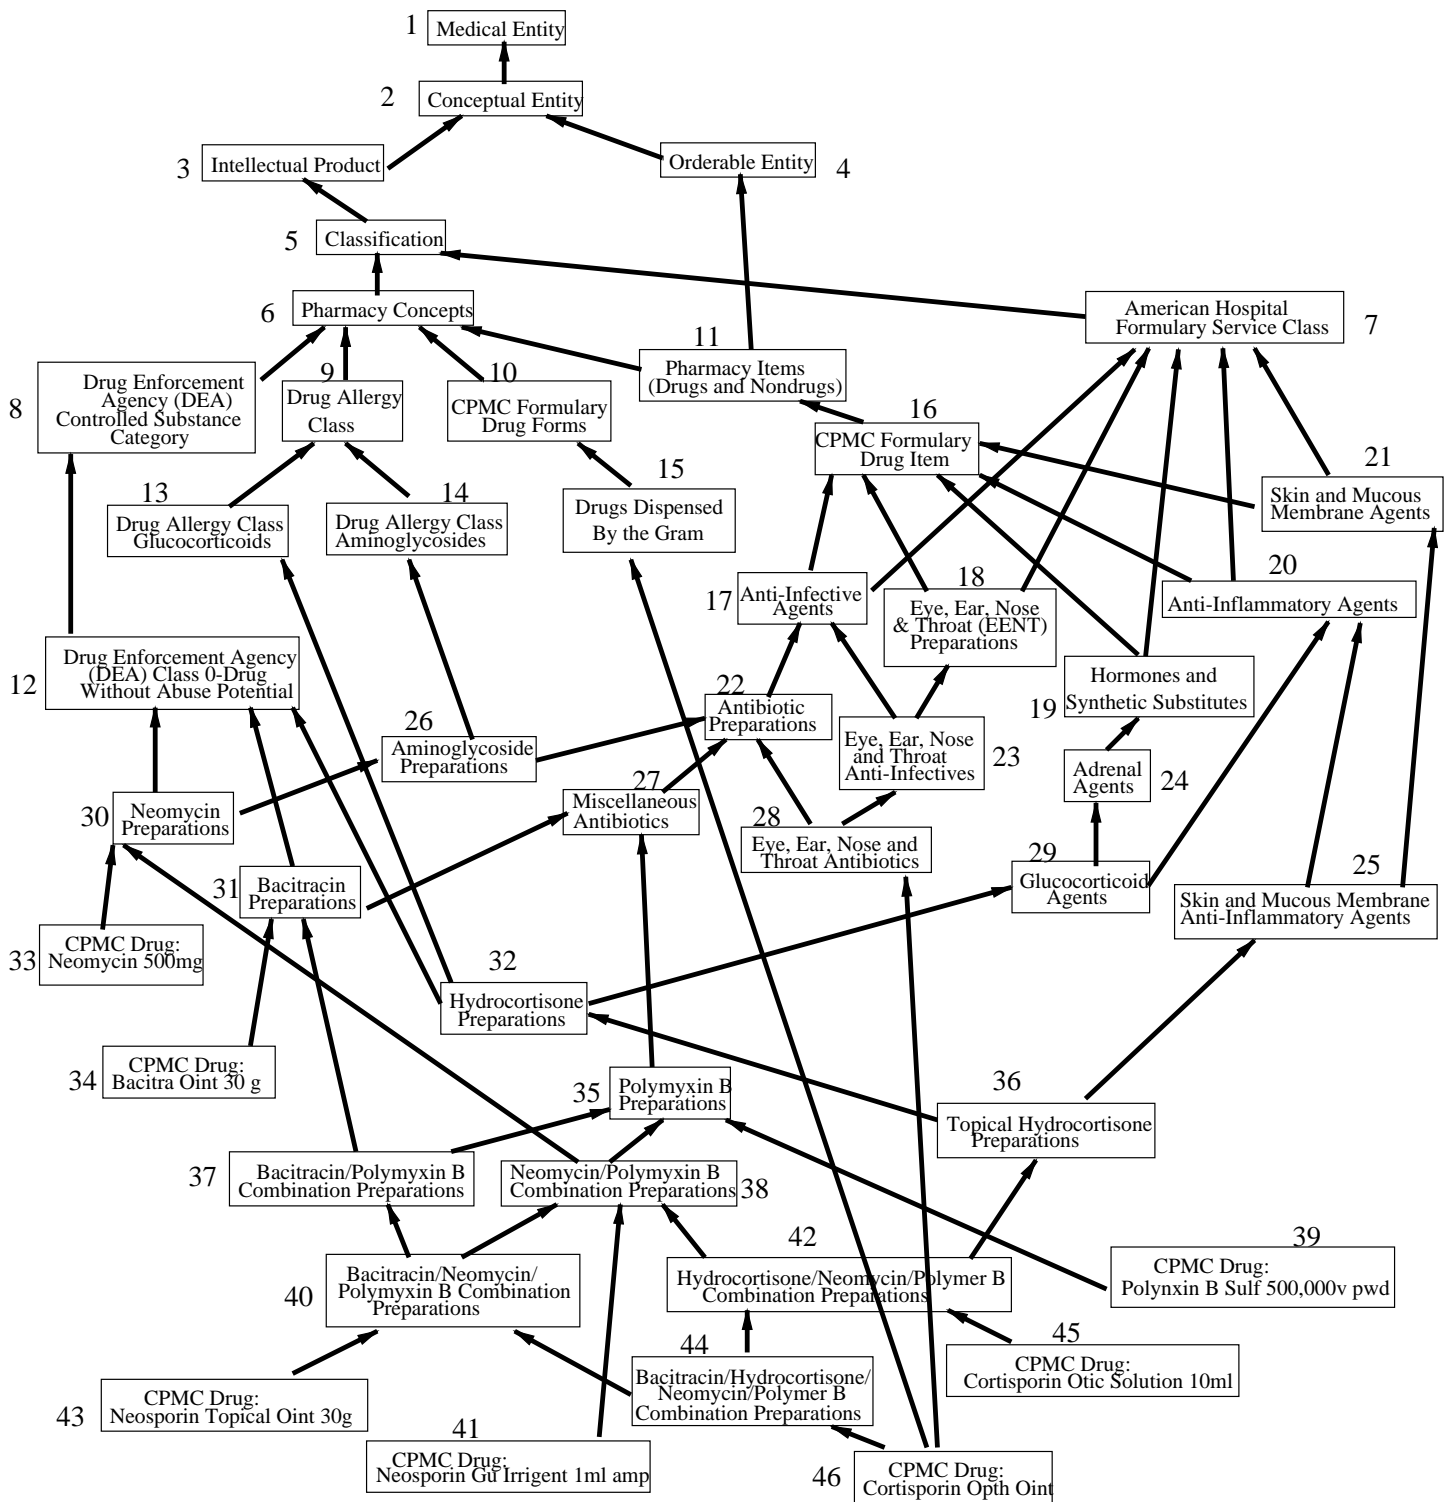 1
Medical Entity
2
Conceptual Entity
3
Intellectual Product
Orderable Entity
4
5
Classification
6
Pharmacy Concepts
American Hospital
Formulary Service Class
7
8
Drug Enforcement
Agency (DEA)
Controlled Substance
Category
9
Drug Allergy
Class
10
CPMC Formulary
Drug Forms
11
Pharmacy Items
(Drugs and Nondrugs)
16
CPMC Formulary
Drug Item
21
Skin and Mucous
Membrane Agents
13
Drug Allergy Class
Glucocorticoids
14
Drug Allergy Class
Aminoglycosides
15
Drugs Dispensed
By the Gram
17
Anti-Infective
Agents
18
Eye, Ear, Nose
& Throat (EENT)
Preparations
20
Anti-Inflammatory Agents
12
Drug Enforcement Agency
(DEA) Class 0-Drug
Without Abuse Potential
19
Hormones and
Synthetic Substitutes
22
Antibiotic
Preparations
26
Aminoglycoside
Preparations
Eye, Ear, Nose
and Throat
Anti-Infectives
23
Adrenal
Agents
24
30
Neomycin
Preparations
27
Miscellaneous
Antibiotics
28
Eye, Ear, Nose and
Throat Antibiotics
29
Glucocorticoid
Agents
25
Skin and Mucous Membrane
Anti-Inflammatory Agents
31
Bacitracin
Preparations
33
CPMC Drug:
Neomycin 500mg
32
Hydrocortisone
Preparations
34
CPMC Drug:
Bacitra Oint 30 g
35
Polymyxin B
Preparations
36
Topical Hydrocortisone
Preparations
37
Bacitracin/Polymyxin B
Combination Preparations
Neomycin/Polymyxin B
Combination Preparations
38
39
CPMC Drug:
Polynxin B Sulf 500,000v pwd
40
Bacitracin/Neomycin/
Polymyxin B Combination
Preparations
42
Hydrocortisone/Neomycin/Polymer B
Combination Preparations
45
CPMC Drug:
Cortisporin Otic Solution 10ml
44
Bacitracin/Hydrocortisone/
Neomycin/Polymer B
Combination Preparations
43
CPMC Drug:
Neosporin Topical Oint 30g
41
CPMC Drug:
Neosporin Gu Irrigent 1ml amp
46
CPMC Drug:
Cortisporin Opth Oint